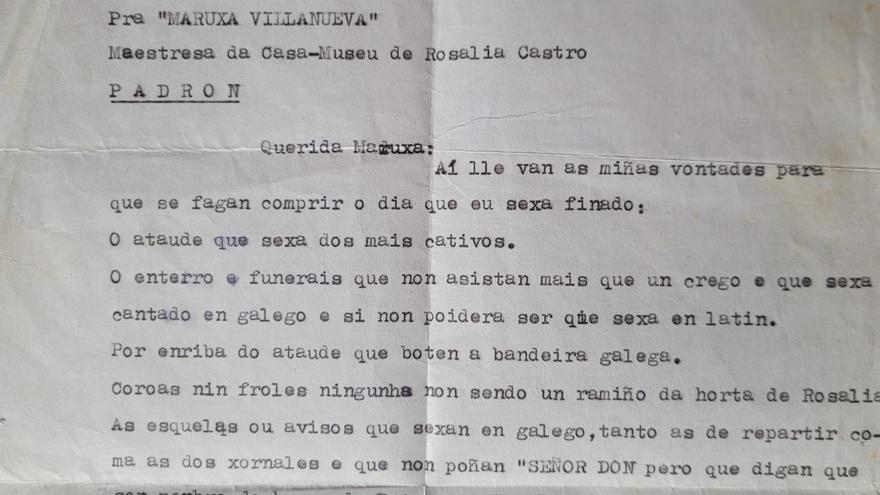 Pra "MARUXA VILLANUEVA"
Maestresa da Casa-Museu de Rosalia Castro
PADRON
Querida Maruxa:
Aí lle van as miñas vontades para
que se fagan comprir o dia que eu sexa finado:
O ataude que sexa dos mais cativos.
O enterro e funerais que non asistan mais que un crego e que sexa
cantado en galego e si non poidera ser que sexa en latin.
Por enriba do ataude que boten a bandeira galega.
Coroas nin froles ningunha non sendo un ramiño da horta de Rosalia
As esquelas ou avisos que sexan en galego,tanto as de repartir co-
ma as dos xornales e que non poñan "SEÑOR DON pero que digan que